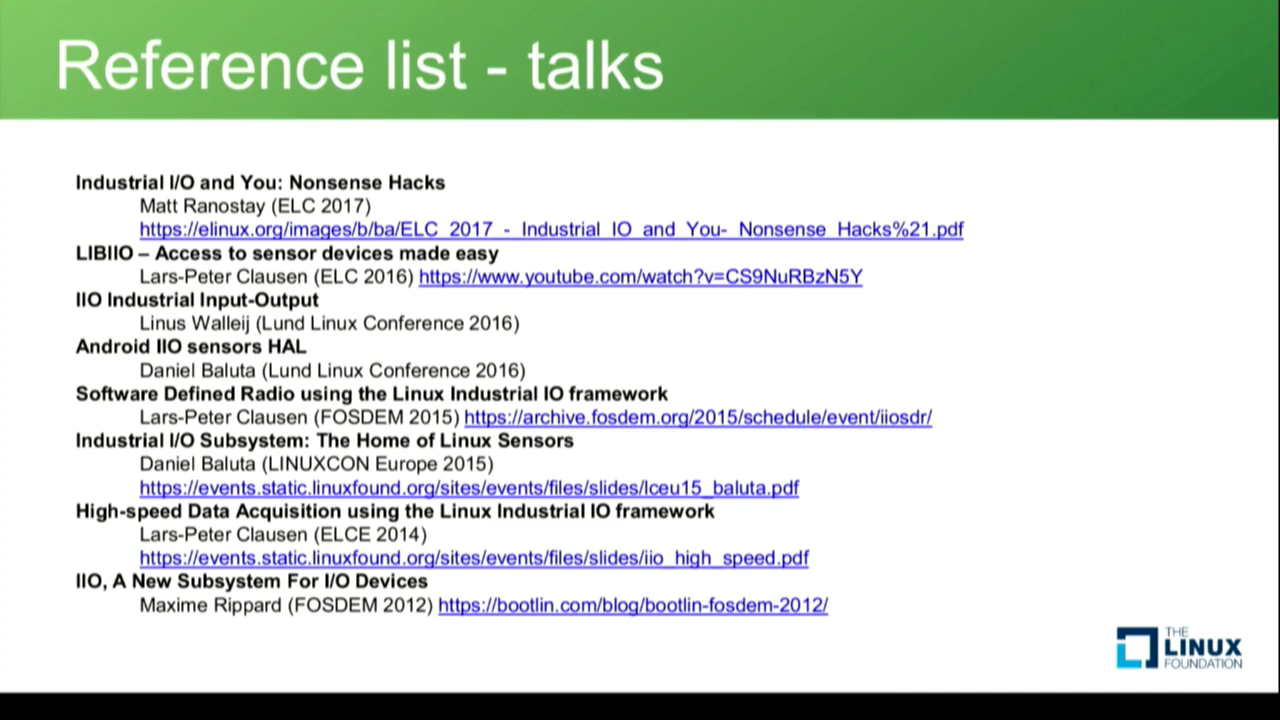 Reference list - talks
Industrial I/O and You: Nonsense Hacks
Matt Ranostay (ELC 2017)
https://elinux.org/images/b/ba/ELC_2017_-_Industrial_IO_and_You-_Nonsense_Hacks%21.pdf
LIBIIO – Access to sensor devices made easy
Lars-Peter Clausen (ELC 2016) https://www.youtube.com/watch?v=CS9NuRBzN5Y
IIO Industrial Input-Output
Linus Walleij (Lund Linux Conference 2016)
Android IIO sensors HAL
Daniel Baluta (Lund Linux Conference 2016)
Software Defined Radio using the Linux Industrial IO framework
Lars-Peter Clausen (FOSDEM 2015) https://archive.fosdem.org/2015/schedule/event/iiosdr/
Industrial I/O Subsystem: The Home of Linux Sensors
Daniel Baluta (LINUXCON Europe 2015)
https://events.static.linuxfound.org/sites/events/files/slides/lceu15_baluta.pdf
High-speed Data Acquisition using the Linux Industrial IO framework
Lars-Peter Clausen (ELCE 2014)
https://events.static.linuxfound.org/sites/events/files/slides/iio_high_speed.pdf
IIO, A New Subsystem For I/O Devices
Maxime Rippard (FOSDEM 2012) https://bootlin.com/blog/bootlin-fosdem-2012/
THE
LINUX
FOUNDATION